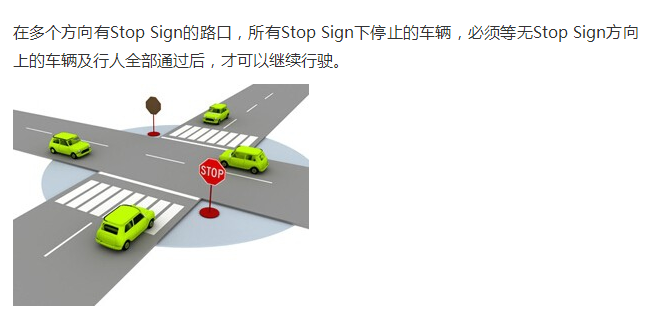 在多个方向有Stop Sign的路口，所有Stop Sign下停止的车辆，必须等无Stop Sign方向
上的车辆及行人全部通过后，才可以继续行驶。
STOP